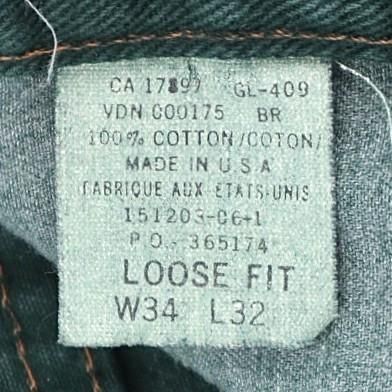 CA 17897 GL-409
VDN 000175 BR
100% COTTON/COTON/
MADE IN U S A
FABRIQUE AUX ETATS-UNIS
151203-06-1
P.O.- 365174
LOOSE FIT
W34 L32